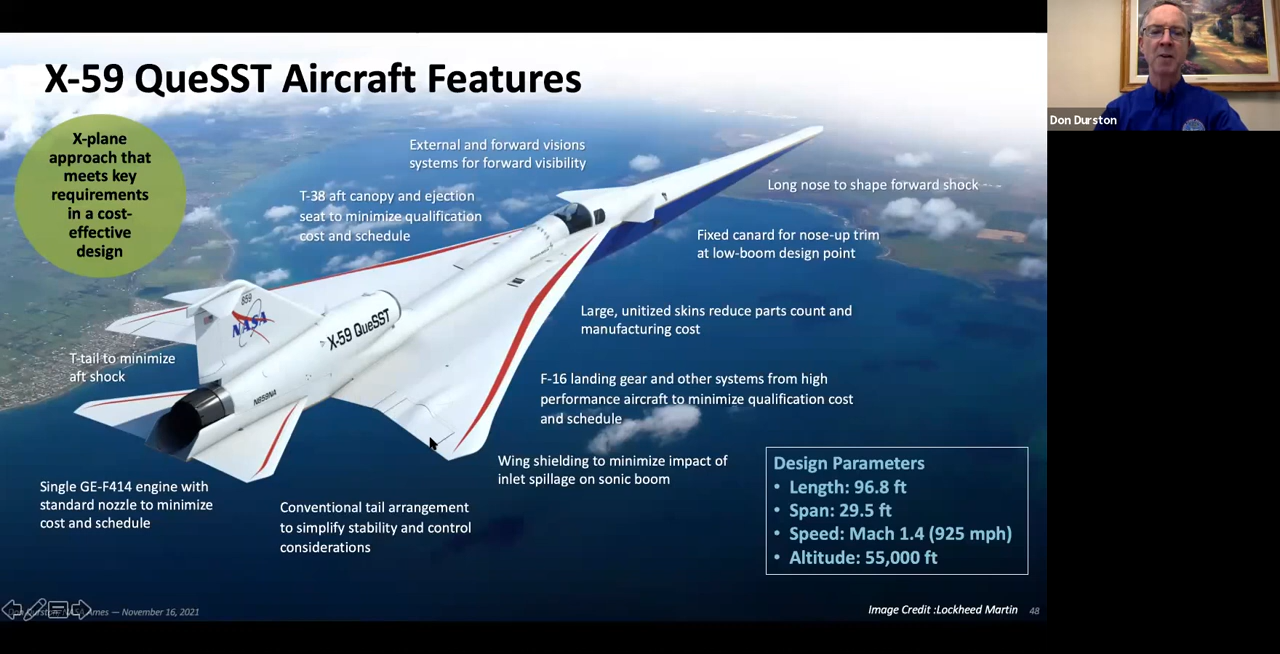 X-59 QueSST Aircraft Features
Don Durston
X-plane
approach that
meets key
requirements
in a cost-
effective
design
External and forward visions
systems for forward visibility
T-38 aft canopy and ejection
seat to minimize qualification
cost and schedule
Long nose to shape forward shock
Fixed canard for nose-up trim
at low-boom design point
Large, unitized skins reduce parts count and
manufacturing cost
859
NASA
X-59 QueSST
N859NA
T-tail to minimize
aft shock
F-16 landing gear and other systems from high
performance aircraft to minimize qualification cost
and schedule
Wing shielding to minimize impact of
inlet spillage on sonic boom
Single GE-F414 engine with
standard nozzle to minimize
cost and schedule
Conventional tail arrangement
to simplify stability and control
considerations
Design Parameters
• Length: 96.8 ft
• Span: 29.5 ft
• Speed: Mach 1.4 (925 mph)
• Altitude: 55,000 ft
Ames — November 16, 2021
Image Credit :Lockheed Martin
48